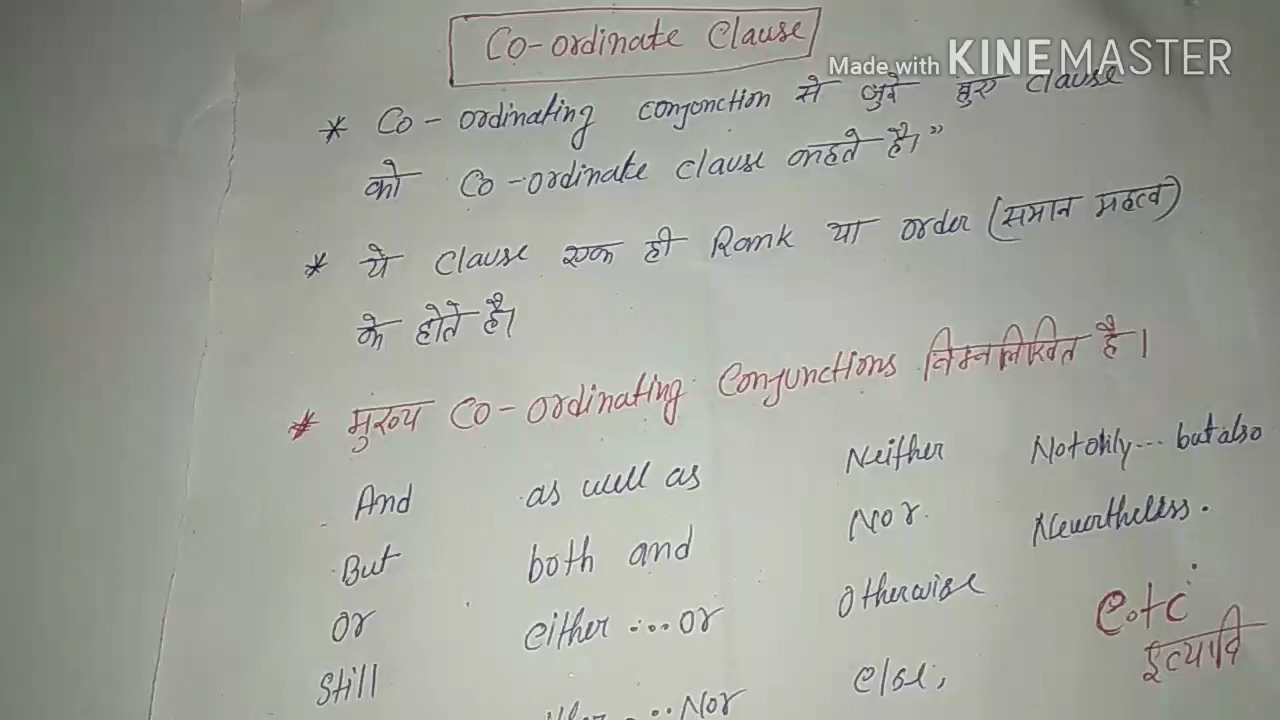 Co-ordinate Clause
Made with KINEMASTER
* Co-ordinating conjonction से जुड़े हुए clause
को Co-ordinate clause कहते है।"
* ये clause एक ही Rank या order (समान महत्व)
के होते है।
* मुख्य Co-ordinating Conjunctions निम्नलिखित है।
And as well as Neither Not only... but also
But both and Nor. Nevertheless.
Or either ....or otherwise etc
Still ...Nor else, इत्यादि